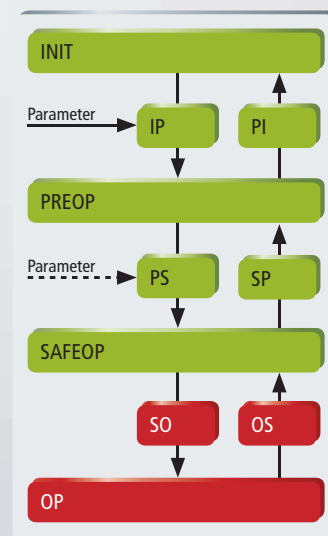 INIT
Parameter
IP
PI
PREOP
Parameter
PS
SP
SAFEOP
SO
OS
OP